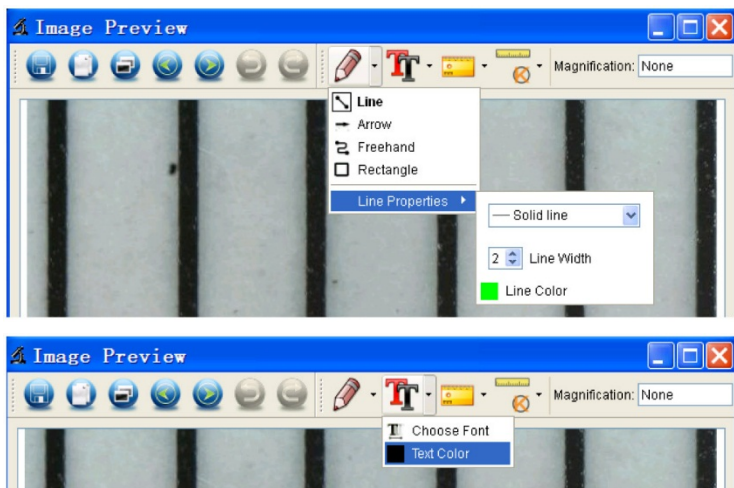 Image Preview
Magnification: None
Line
Arrow
Freehand
Rectangle
Line Properties
Solid line
2 Line Width
Line Color
Image Preview
Magnification: None
Choose Font
Text Color